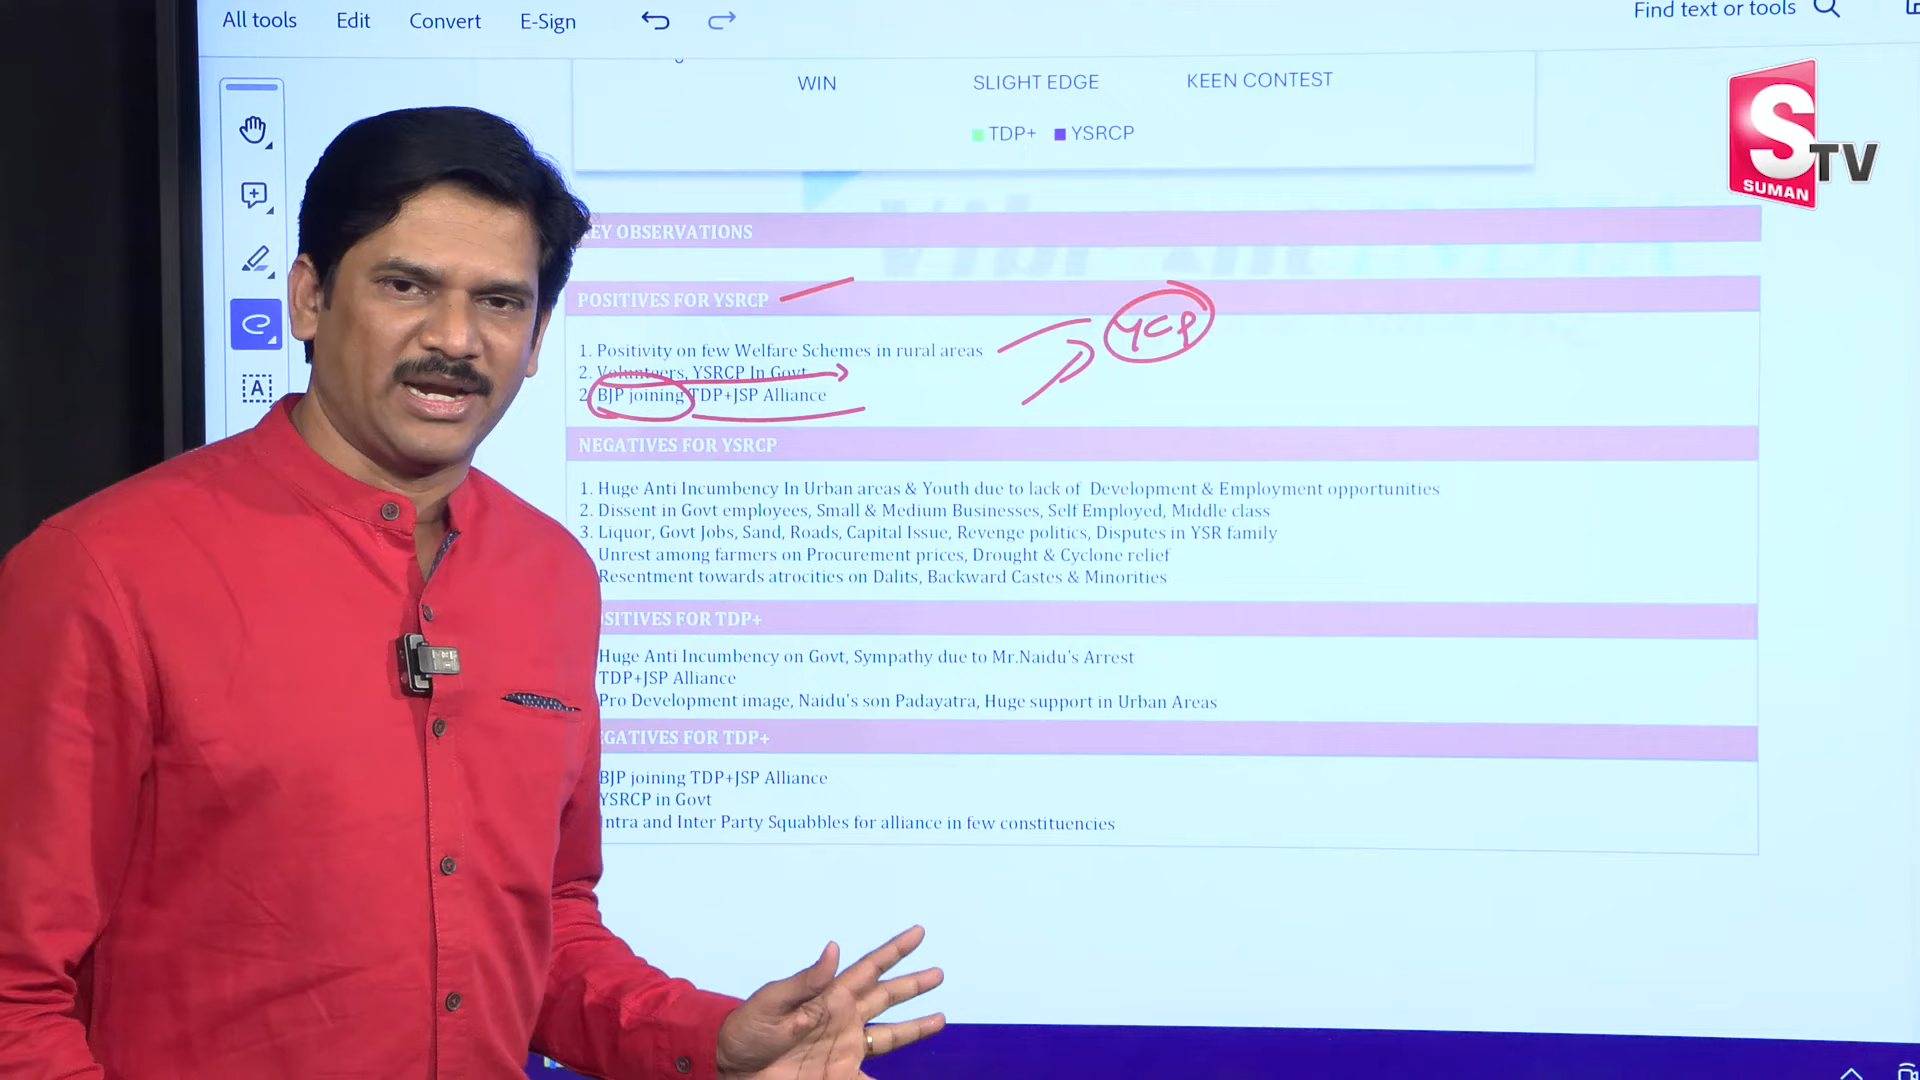 All tools Edit Convert E-Sign Find text or tools
WIN SLIGHT EDGE KEEN CONTEST
TDP+ YSRCP
S TV
SUMAN
KEY OBSERVATIONS
POSITIVES FOR YSRCP
YCP
1. Positivity on few Welfare Schemes in rural areas
2. Volunteers, YSRCP In Govt
2. BJP joining TDP+JSP Alliance
NEGATIVES FOR YSRCP
1. Huge Anti Incumbency In Urban areas & Youth due to lack of Development & Employment opportunities
2. Dissent in Govt employees, Small & Medium Businesses, Self Employed, Middle class
3. Liquor, Govt Jobs, Sand, Roads, Capital Issue, Revenge politics, Disputes in YSR family
Unrest among farmers on Procurement prices, Drought & Cyclone relief
Resentment towards atrocities on Dalits, Backward Castes & Minorities
OSITIVES FOR TDP+
Huge Anti Incumbency on Govt, Sympathy due to Mr.Naidu's Arrest
TDP+JSP Alliance
Pro Development image, Naidu's son Padayatra, Huge support in Urban Areas
EGATIVES FOR TDP+
BJP joining TDP+JSP Alliance
YSRCP in Govt
Intra and Inter Party Squabbles for alliance in few constituencies